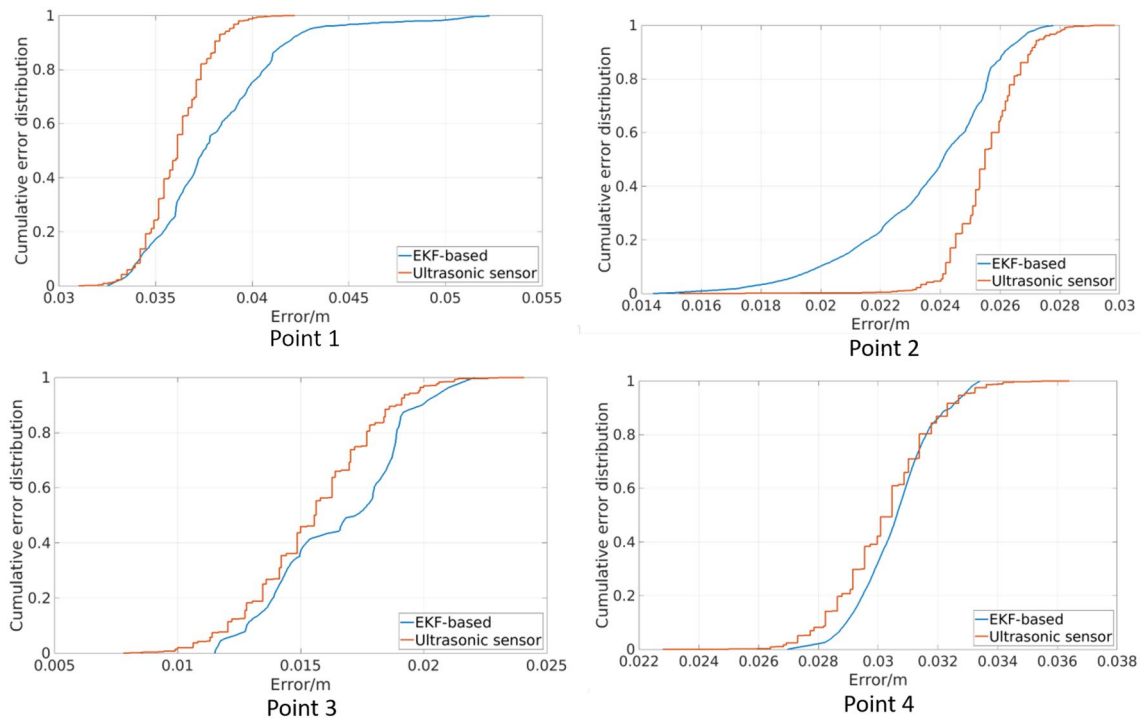 1
0.8
0.6
0.4
0.2
0
Cumulative error distribution
EKF-based
Ultrasonic sensor
0.03 0.035 0.04 0.045 0.05 0.055
Error/m
Point 1
1
0.8
0.6
0.4
0.2
0
Cumulative error distribution
EKF-based
Ultrasonic sensor
0.014 0.016 0.018 0.02 0.022 0.024 0.026 0.028 0.03
Error/m
Point 2
1
0.8
0.6
0.4
0.2
0
Cumulative error distribution
EKF-based
Ultrasonic sensor
0.005 0.01 0.015 0.02 0.025
Error/m
Point 3
1
0.8
0.6
0.4
0.2
0
Cumulative error distribution
EKF-based
Ultrasonic sensor
0.022 0.024 0.026 0.028 0.03 0.032 0.034 0.036 0.038
Error/m
Point 4